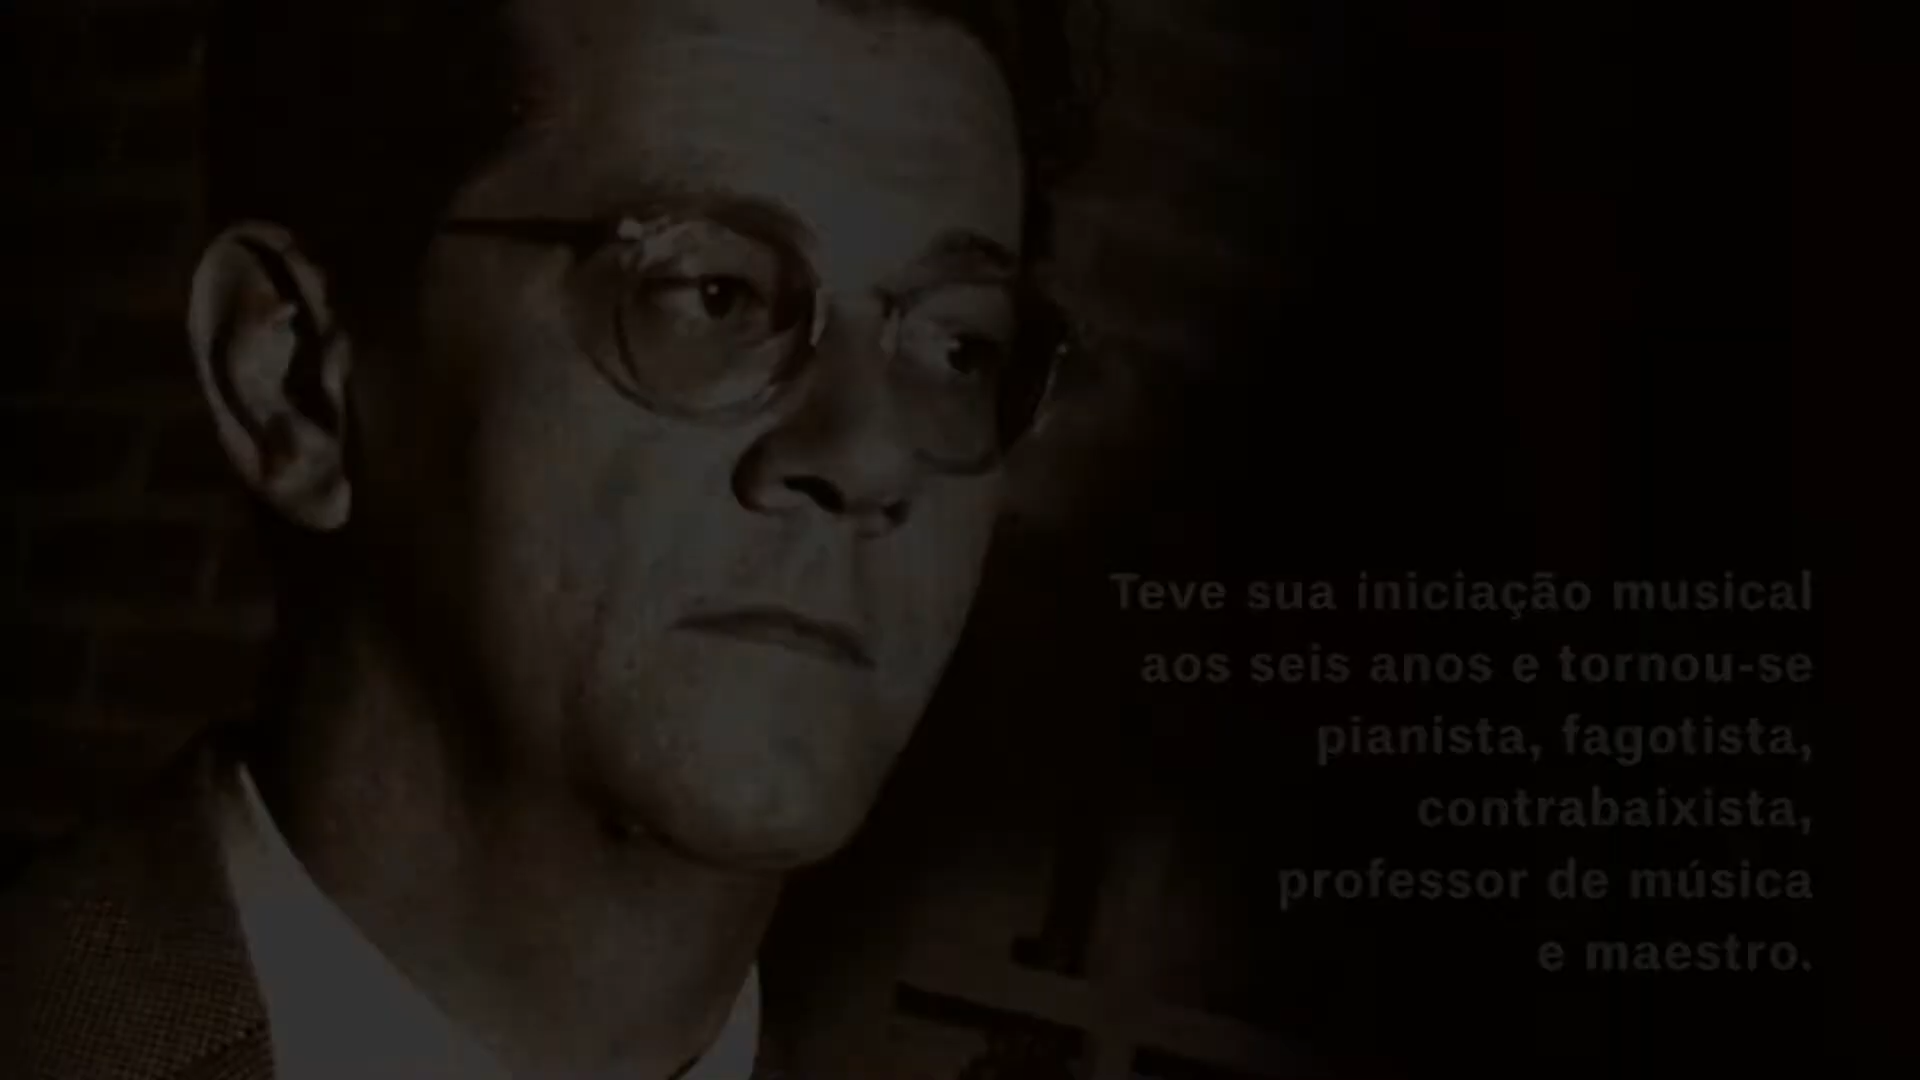 Teve sua iniciação musical
aos seis anos e tornou-se
pianista, fagotista,
contrabaixista,
professor de música
e maestro.